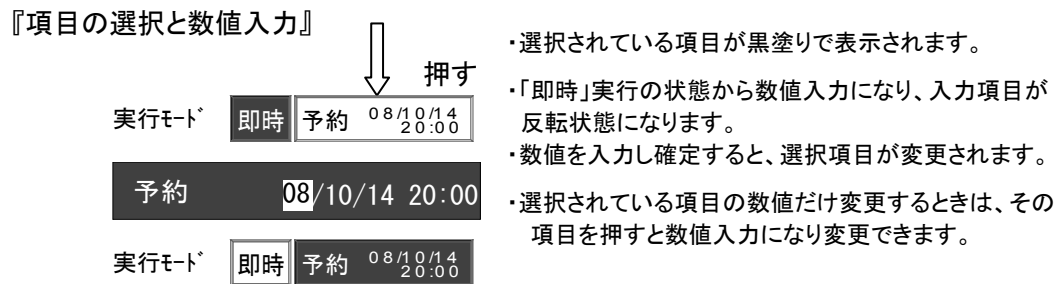 『項目の選択と数値入力』
押す
実行ﾓｰﾄﾞ 即時 予約 08/10/14
20:00
予約 08/10/14 20:00
実行ﾓｰﾄﾞ 即時 予約 08/10/14
20:00
・選択されている項目が黒塗りで表示されます。
・「即時」実行の状態から数値入力になり、入力項目が
反転状態になります。
・数値を入力し確定すると、選択項目が変更されます。
・選択されている項目の数値だけ変更するときは、その
項目を押すと数値入力になり変更できます。